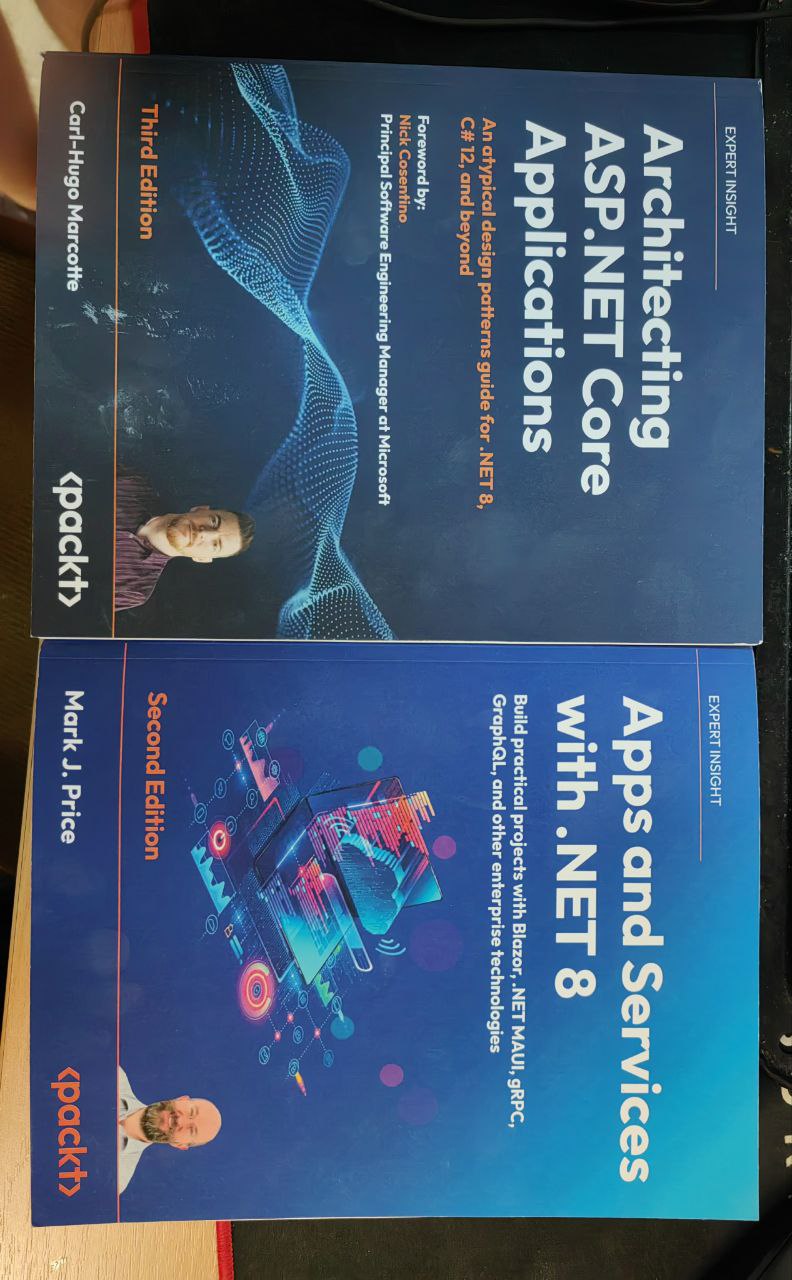 EXPERT INSIGHT
Architecting
ASP.NET Core
Applications
An atypical design patterns guide for .NET 8,
C# 12, and beyond
Foreword by:
Nick Cosentino
Principal Software Engineering Manager at Microsoft
Third Edition
Carl-Hugo Marcotte
<packt>
EXPERT INSIGHT
Apps and Services
with .NET 8
Build practical projects with Blazor, .NET MAUI, gRPC,
GraphQL, and other enterprise technologies
Second Edition
Mark J. Price
<packt>